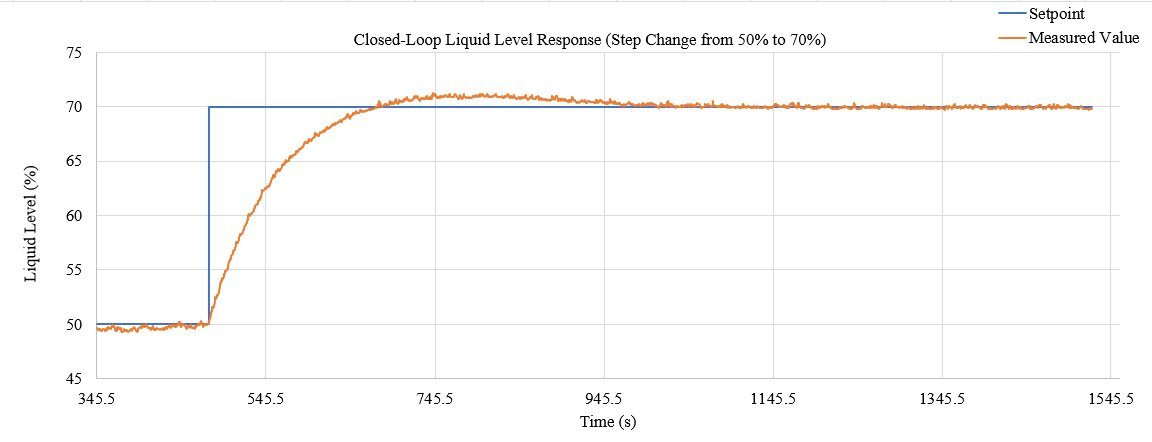 Setpoint
Measured Value
Closed-Loop Liquid Level Response (Step Change from 50% to 70%)
75
70
65
60
55
50
45
Liquid Level (%)
345.5 545.5 745.5 945.5 1145.5 1345.5 1545.5
Time (s)